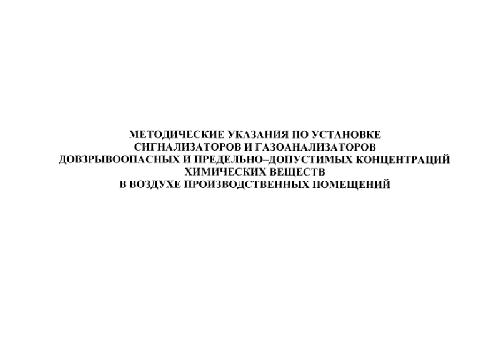 МЕТОДИЧЕСКИЕ УКАЗАНИЯ ПО УСТАНОВКЕ
СИГНАЛИЗАТОРОВ И ГАЗОАНАЛИЗАТОРОВ
ДОВЗРЫВООПАСНЫХ И ПРЕДЕЛЬНО–ДОПУСТИМЫХ КОНЦЕНТРАЦИЙ
ХИМИЧЕСКИХ ВЕЩЕСТВ
В ВОЗДУХЕ ПРОИЗВОДСТВЕННЫХ ПОМЕЩЕНИЙ